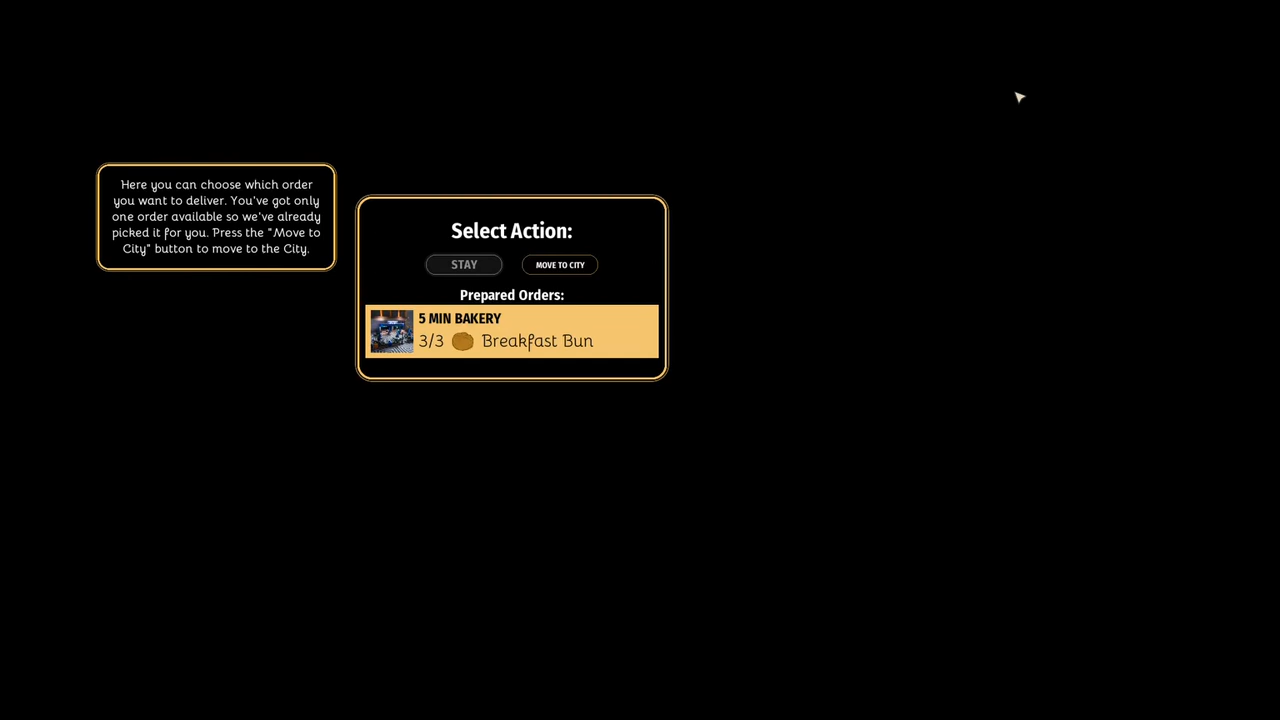 Here you can choose which order
you want to deliver. You've got only
one order available so we've already
picked it for you. Press the "Move to
City" button to move to the City.
Select Action:
STAY
MOVE TO CITY
Prepared Orders:
5 MIN BAKERY
3/3 Breakfast Bun